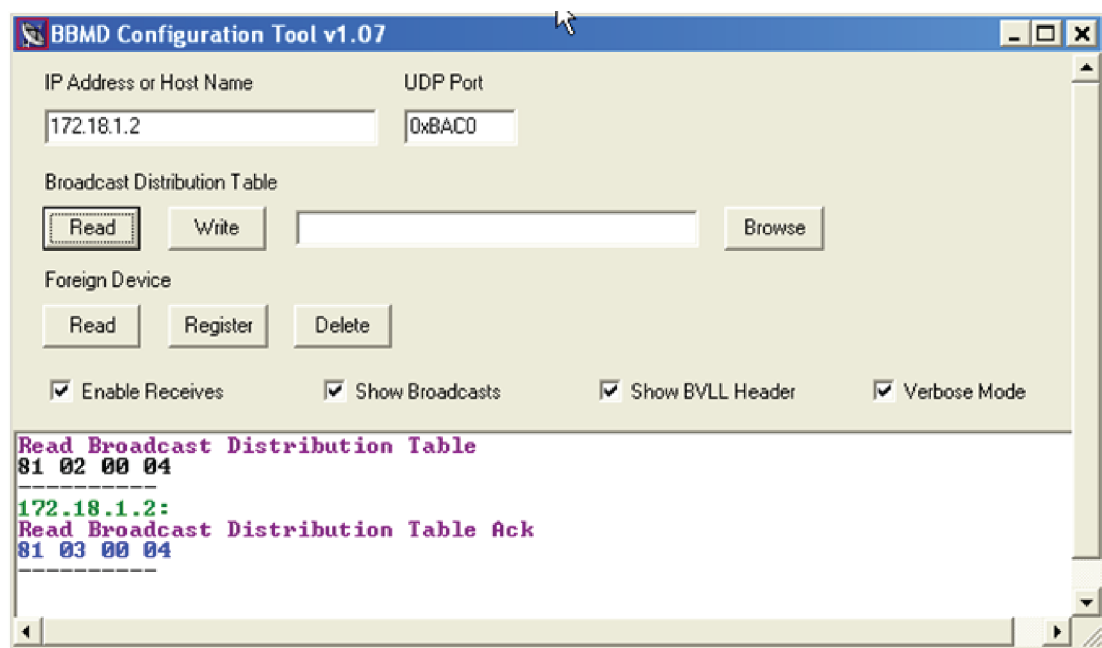 BBMD Configuration Tool v1.07
IP Address or Host Name UDP Port
172.18.1.2 0xBAC0
Broadcast Distribution Table
Read Write Browse
Foreign Device
Read Register Delete
Enable Receives Show Broadcasts Show BVLL Header Verbose Mode
Read Broadcast Distribution Table
81 02 00 04
----------
172.18.1.2:
Read Broadcast Distribution Table Ack
81 03 00 04
----------